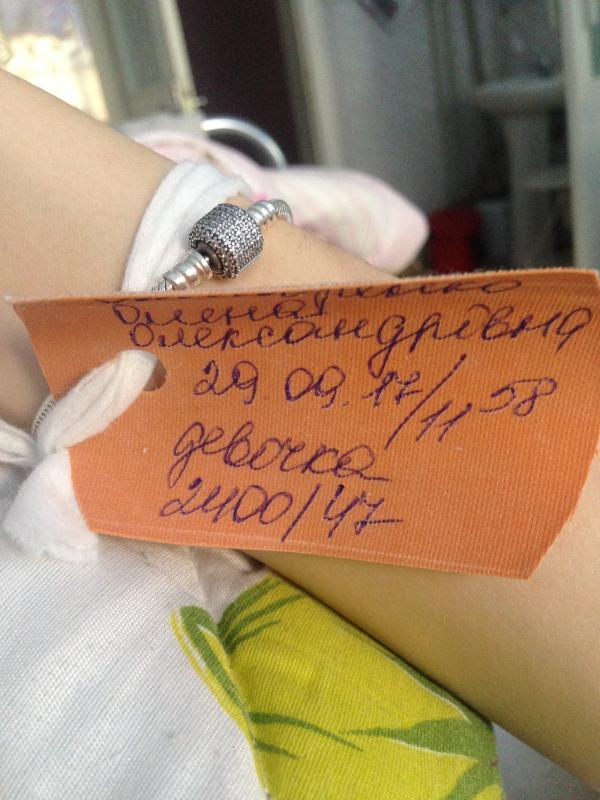 Олена
Олександрівна
29.09.17/11 58
девочка
2400/47